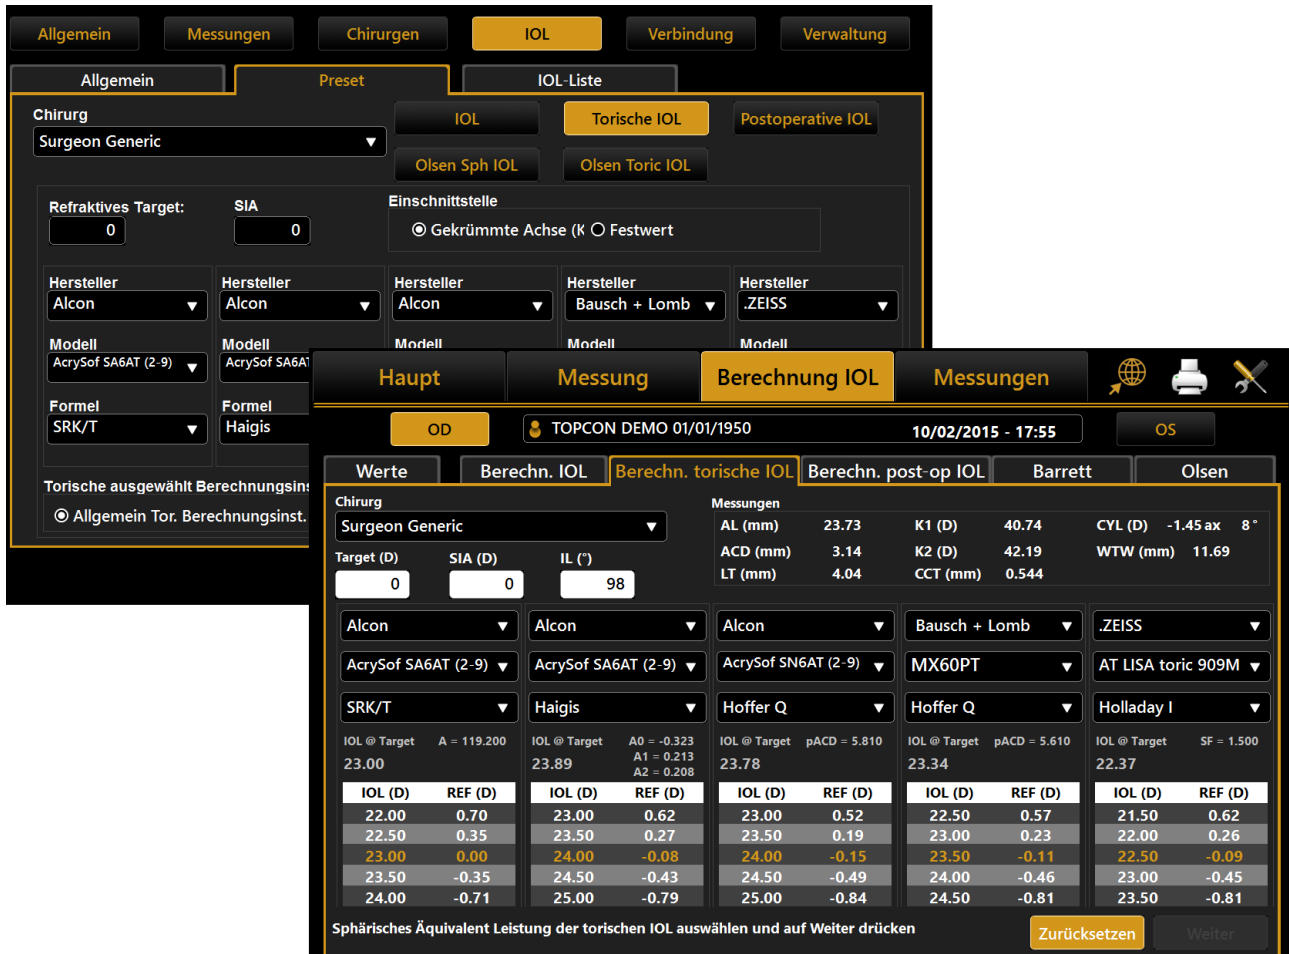 Allgemein Messungen Chirurgen IOL Verbindung Verwaltung
Allgemein Preset IOL-Liste
Chirurg
Surgeon Generic
IOL Torische IOL Postoperative IOL
Olsen Sph IOL Olsen Toric IOL
Refraktives Target: SIA Einschnittstelle
0 0 Gekrümmte Achse (K Festwert
Hersteller Hersteller Hersteller Hersteller Hersteller
Alcon Alcon Alcon Bausch + Lomb .ZEISS
Modell Modell Modell Modell Modell
AcrySof SA6AT (2-9) AcrySof SA6AT
Formel Formel
SRK/T Haigis
Torische ausgewählt Berechnungsins
Allgemein Tor. Berechnungsinst.
Haupt Messung Berechnung IOL Messungen
OD TOPCON DEMO 01/01/1950 10/02/2015 - 17:55 OS
Werte Berechn. IOL Berechn. torische IOL Berechn. post-op IOL Barrett Olsen
Chirurg Messungen
Surgeon Generic
AL (mm) 23.73 K1 (D) 40.74 CYL (D) -1.45 ax 8°
ACD (mm) 3.14 K2 (D) 42.19 WTW (mm) 11.69
LT (mm) 4.04 CCT (mm) 0.544
Target (D) SIA (D) IL (°)
0 0 98
Alcon Alcon Alcon Bausch + Lomb .ZEISS
AcrySof SA6AT (2-9) AcrySof SA6AT (2-9) AcrySof SN6AT (2-9) MX60PT AT LISA toric 909M
SRK/T Haigis Hoffer Q Hoffer Q Holladay I
IOL @ Target A = 119.200 IOL @ Target A0 = -0.323 IOL @ Target pACD = 5.810 IOL @ Target pACD = 5.610 IOL @ Target SF = 1.500
A1 = 0.213
23.00 23.89 23.78 23.34 22.37
A2 = 0.208
IOL (D) REF (D) IOL (D) REF (D) IOL (D) REF (D) IOL (D) REF (D) IOL (D) REF (D)
22.00 0.70 23.00 0.62 23.00 0.52 22.50 0.57 21.50 0.62
22.50 0.35 23.50 0.27 23.50 0.19 23.00 0.23 22.00 0.26
23.00 0.00 24.00 -0.08 24.00 -0.15 23.50 -0.11 22.50 -0.09
23.50 -0.35 24.50 -0.43 24.50 -0.49 24.00 -0.46 23.00 -0.45
24.00 -0.71 25.00 -0.79 25.00 -0.84 24.50 -0.81 23.50 -0.81
Sphärisches Äquivalent Leistung der torischen IOL auswählen und auf Weiter drücken
Zurücksetzen Weiter